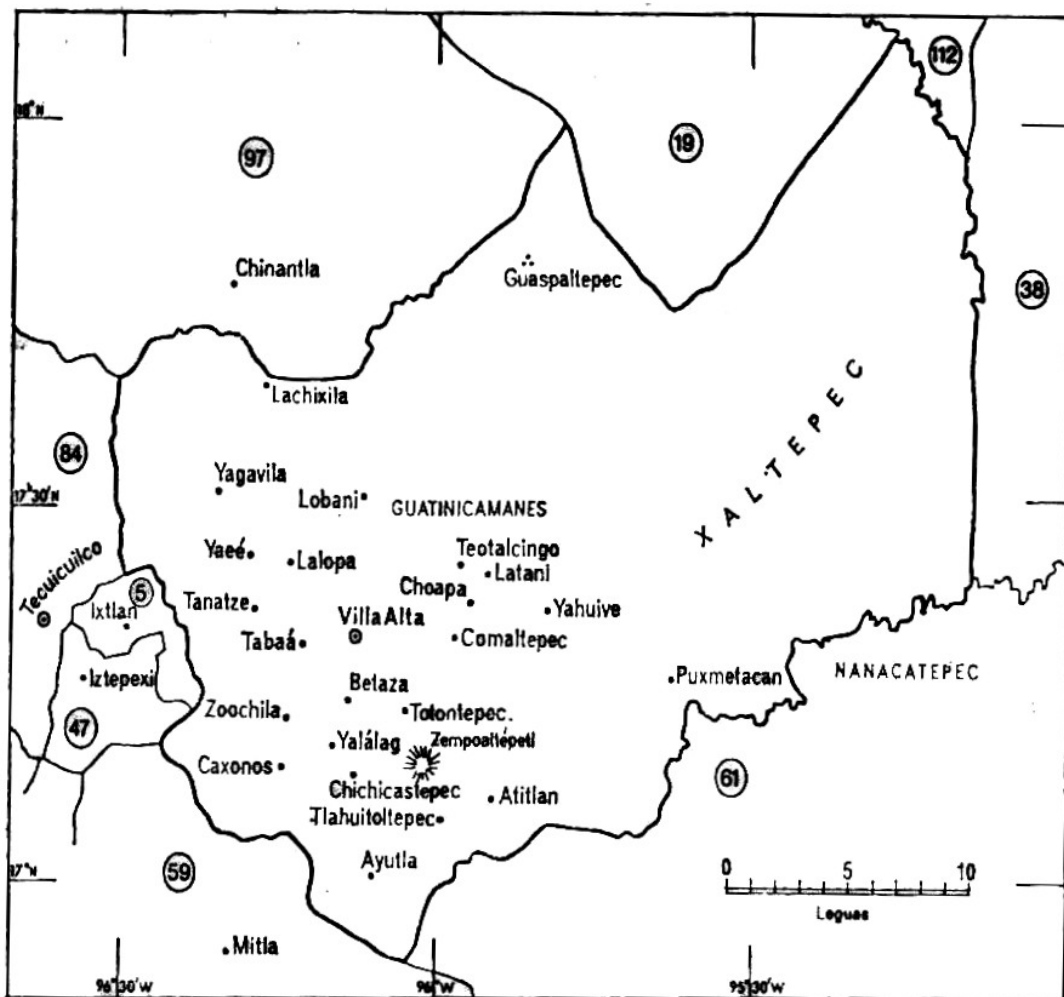 112
18°N
97
19
Chinantla
Guaspaltepec
38
Lachixila
XALTEPEC
84
Yagavila
17°30'N
Lobani
GUATINICAMANES
Teotalcingo
Yaeé
Lalopa
Latani
Tecuicuilco
5
Choapa
Ixtlan
Tanatze
Villa Alta
Yahuive
Tabaá
Comaltepec
Iztepexi
Puxmetacan
NANACATEPEC
Betaza
Zoochila
Totontepec.
47
Yalálag
Zempoaltépetl
Caxonos
61
Chichicastepec
Atitlan
Tlahuitoltepec
Ayutla
0 5 10
17°N
59
Leguas
Mitla
96°30'W
96°W
95°30'W